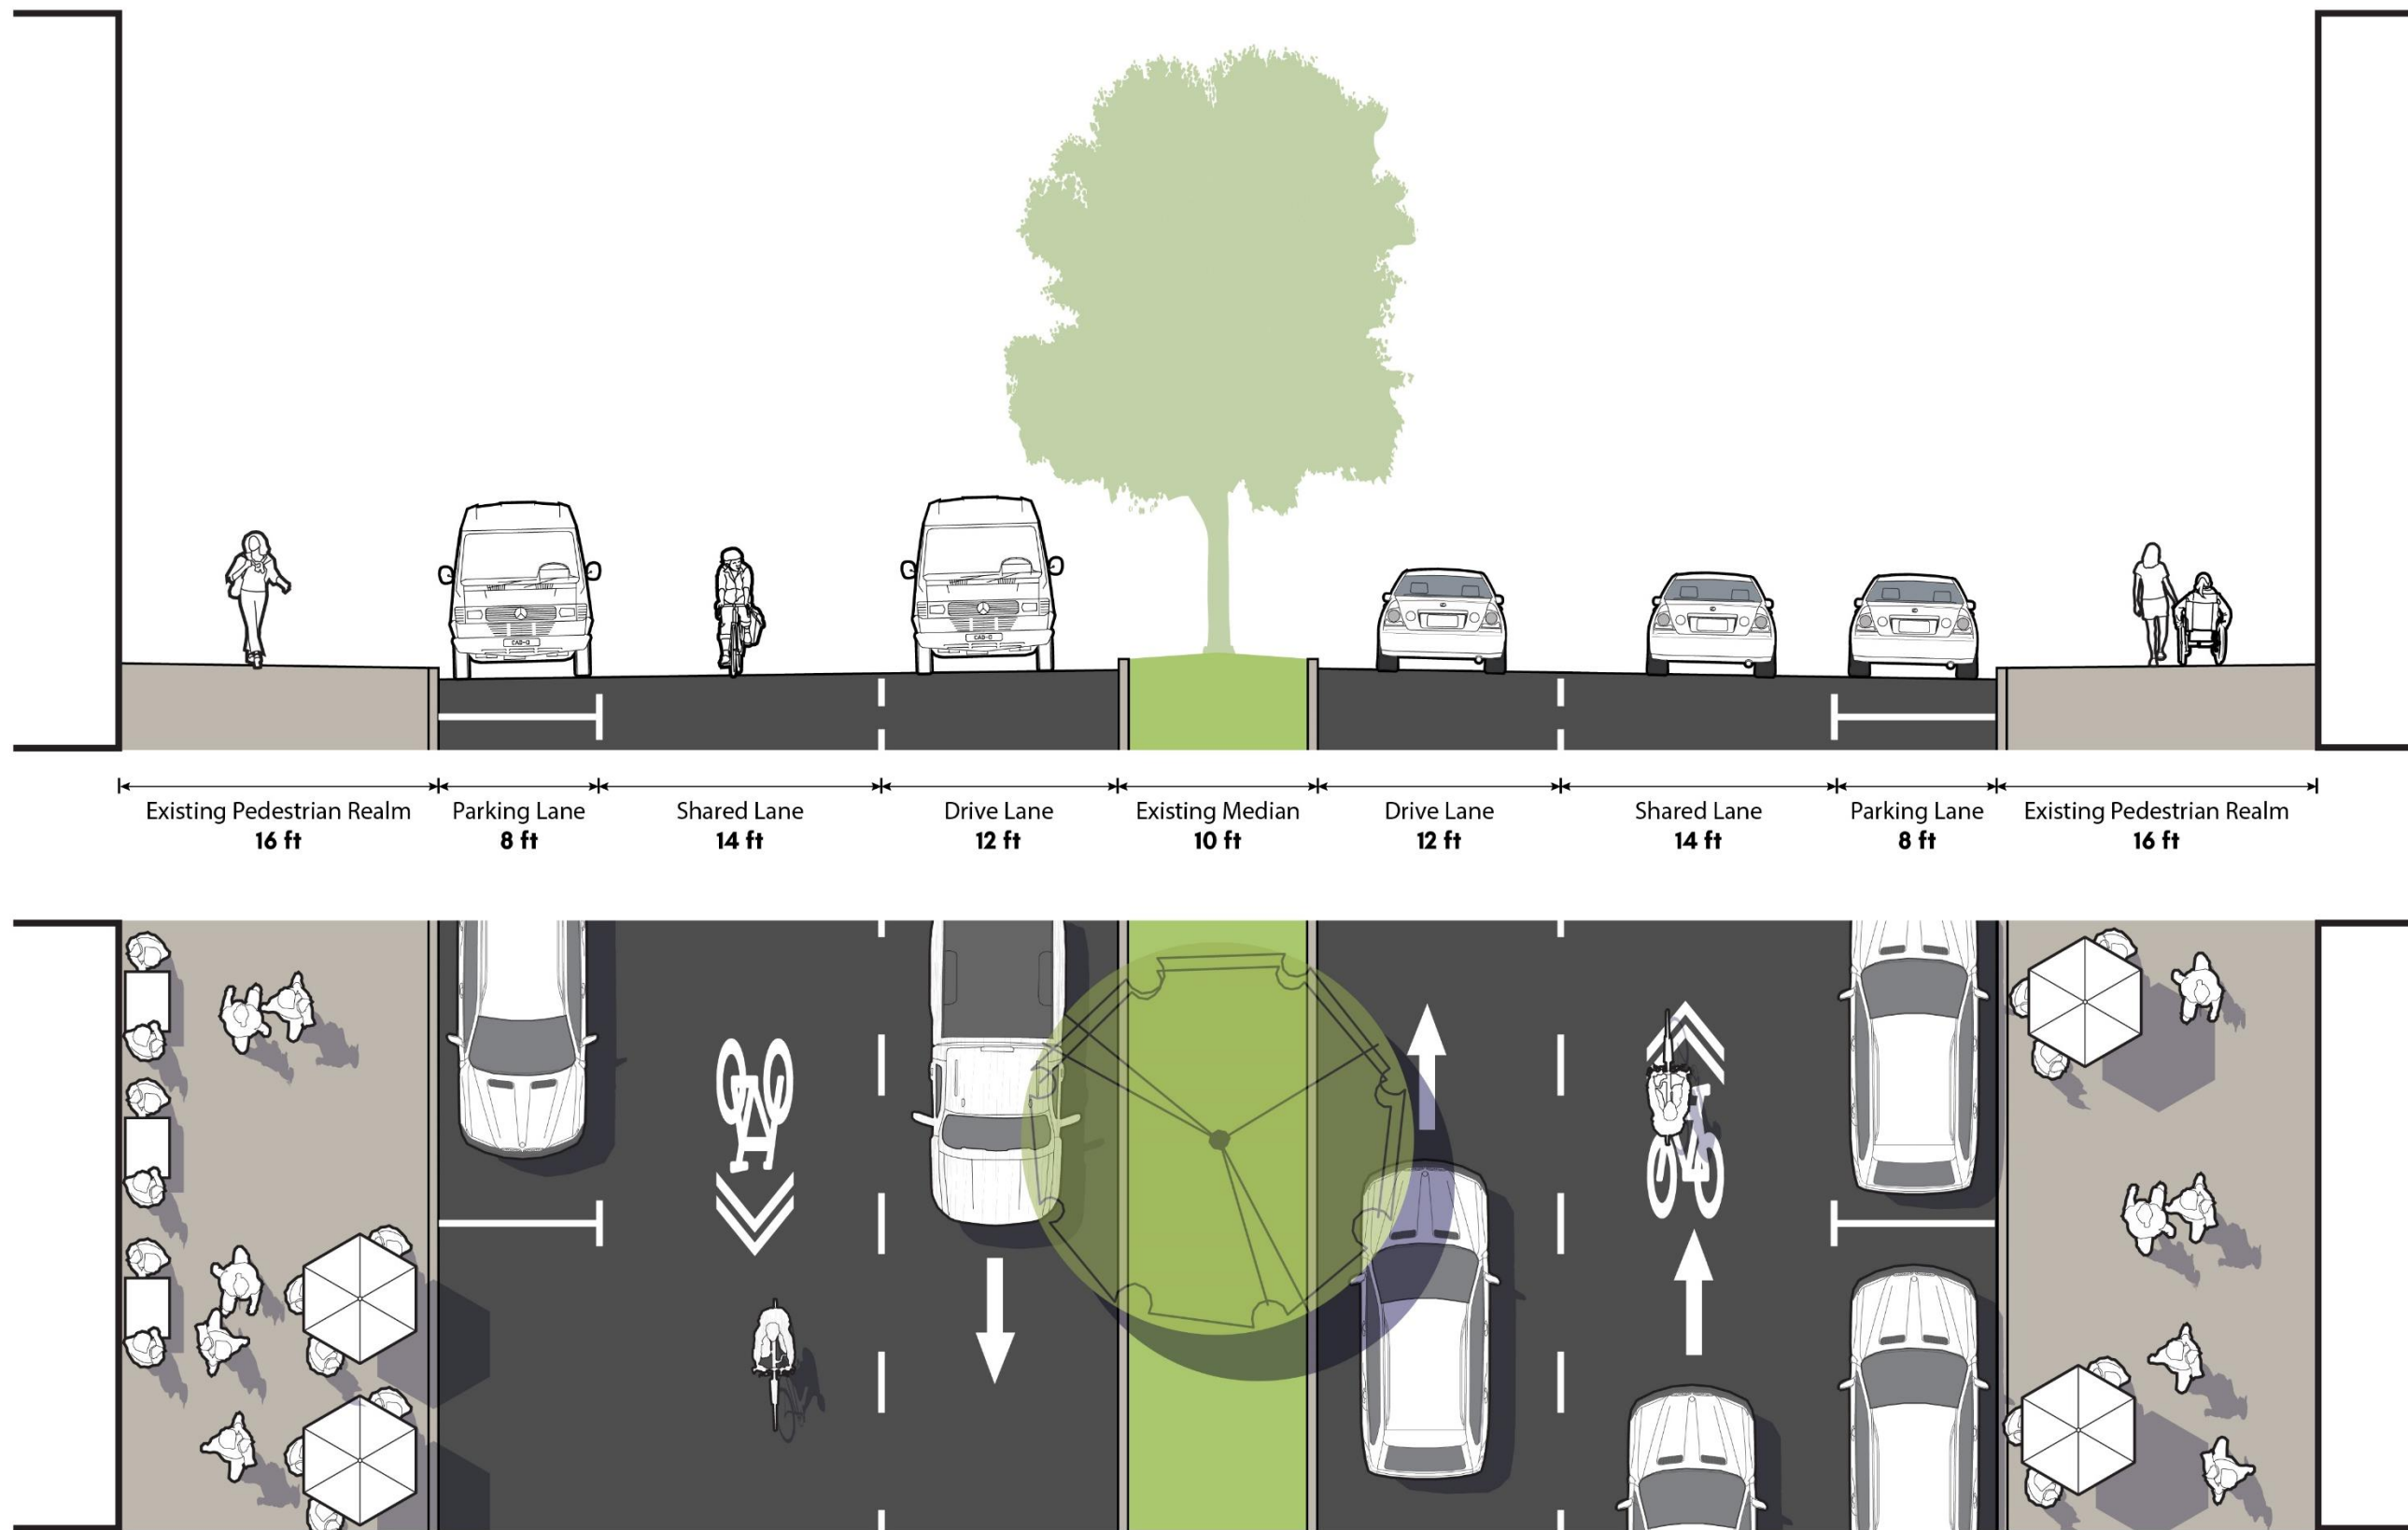 CAD-Q
CAD-Q
Existing Pedestrian Realm
16 ft
Parking Lane
8 ft
Shared Lane
14 ft
Drive Lane
12 ft
Existing Median
10 ft
Drive Lane
12 ft
Shared Lane
14 ft
Parking Lane
8 ft
Existing Pedestrian Realm
16 ft